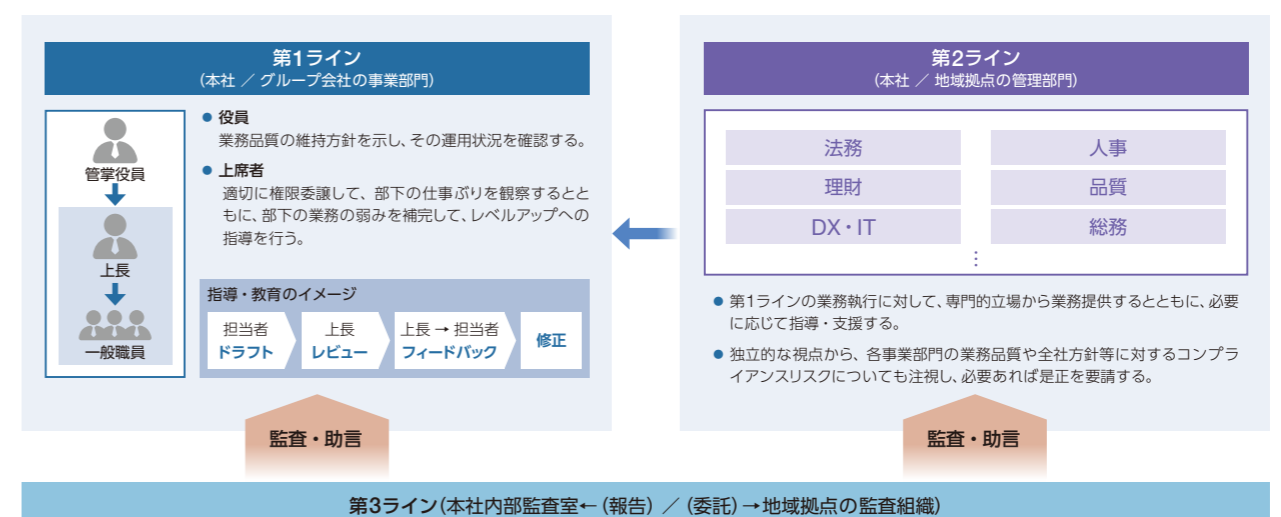 第1ライン
(本社 ／ グループ会社の事業部門)
管掌役員
上長
一般職員
● 役員
業務品質の維持方針を示し、その運用状況を確認する。
● 上席者
適切に権限委譲して、部下の仕事ぶりを観察するとと
もに、部下の業務の弱みを補完して、レベルアップへの
指導を行う。
指導・教育のイメージ
担当者
ドラフト
上長
レビュー
上長 → 担当者
フィードバック
修正
第2ライン
(本社 ／ 地域拠点の管理部門)
法務
人事
理財
品質
DX・IT
総務
⋮
● 第1ラインの業務執行に対して、専門的立場から業務提供するとともに、必要
に応じて指導・支援する。
● 独立的な視点から、各事業部門の業務品質や全社方針等に対するコンプラ
イアンスリスクについても注視し、必要あれば是正を要請する。
監査・助言
監査・助言
第3ライン(本社内部監査室←(報告) ／ (委託)→地域拠点の監査組織)